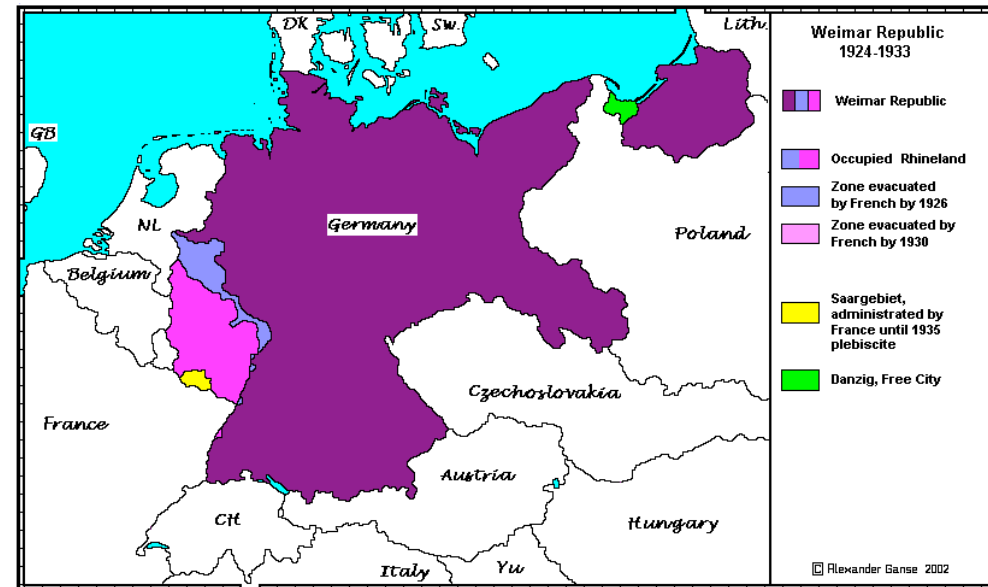 DK
SW.
Lith.
GB
NL
Germany
Poland
Belgium
Czechoslovakia
France
Austria
CH
Hungary
Italy
Yu
Weimar Republic
1924-1933
Weimar Republic
Occupied Rhineland
Zone evacuated
by French by 1926
Zone evacuated by
French by 1930
Saargebiet,
administrated by
France until 1935
plebiscite
Danzig, Free City
© Alexander Ganse 2002